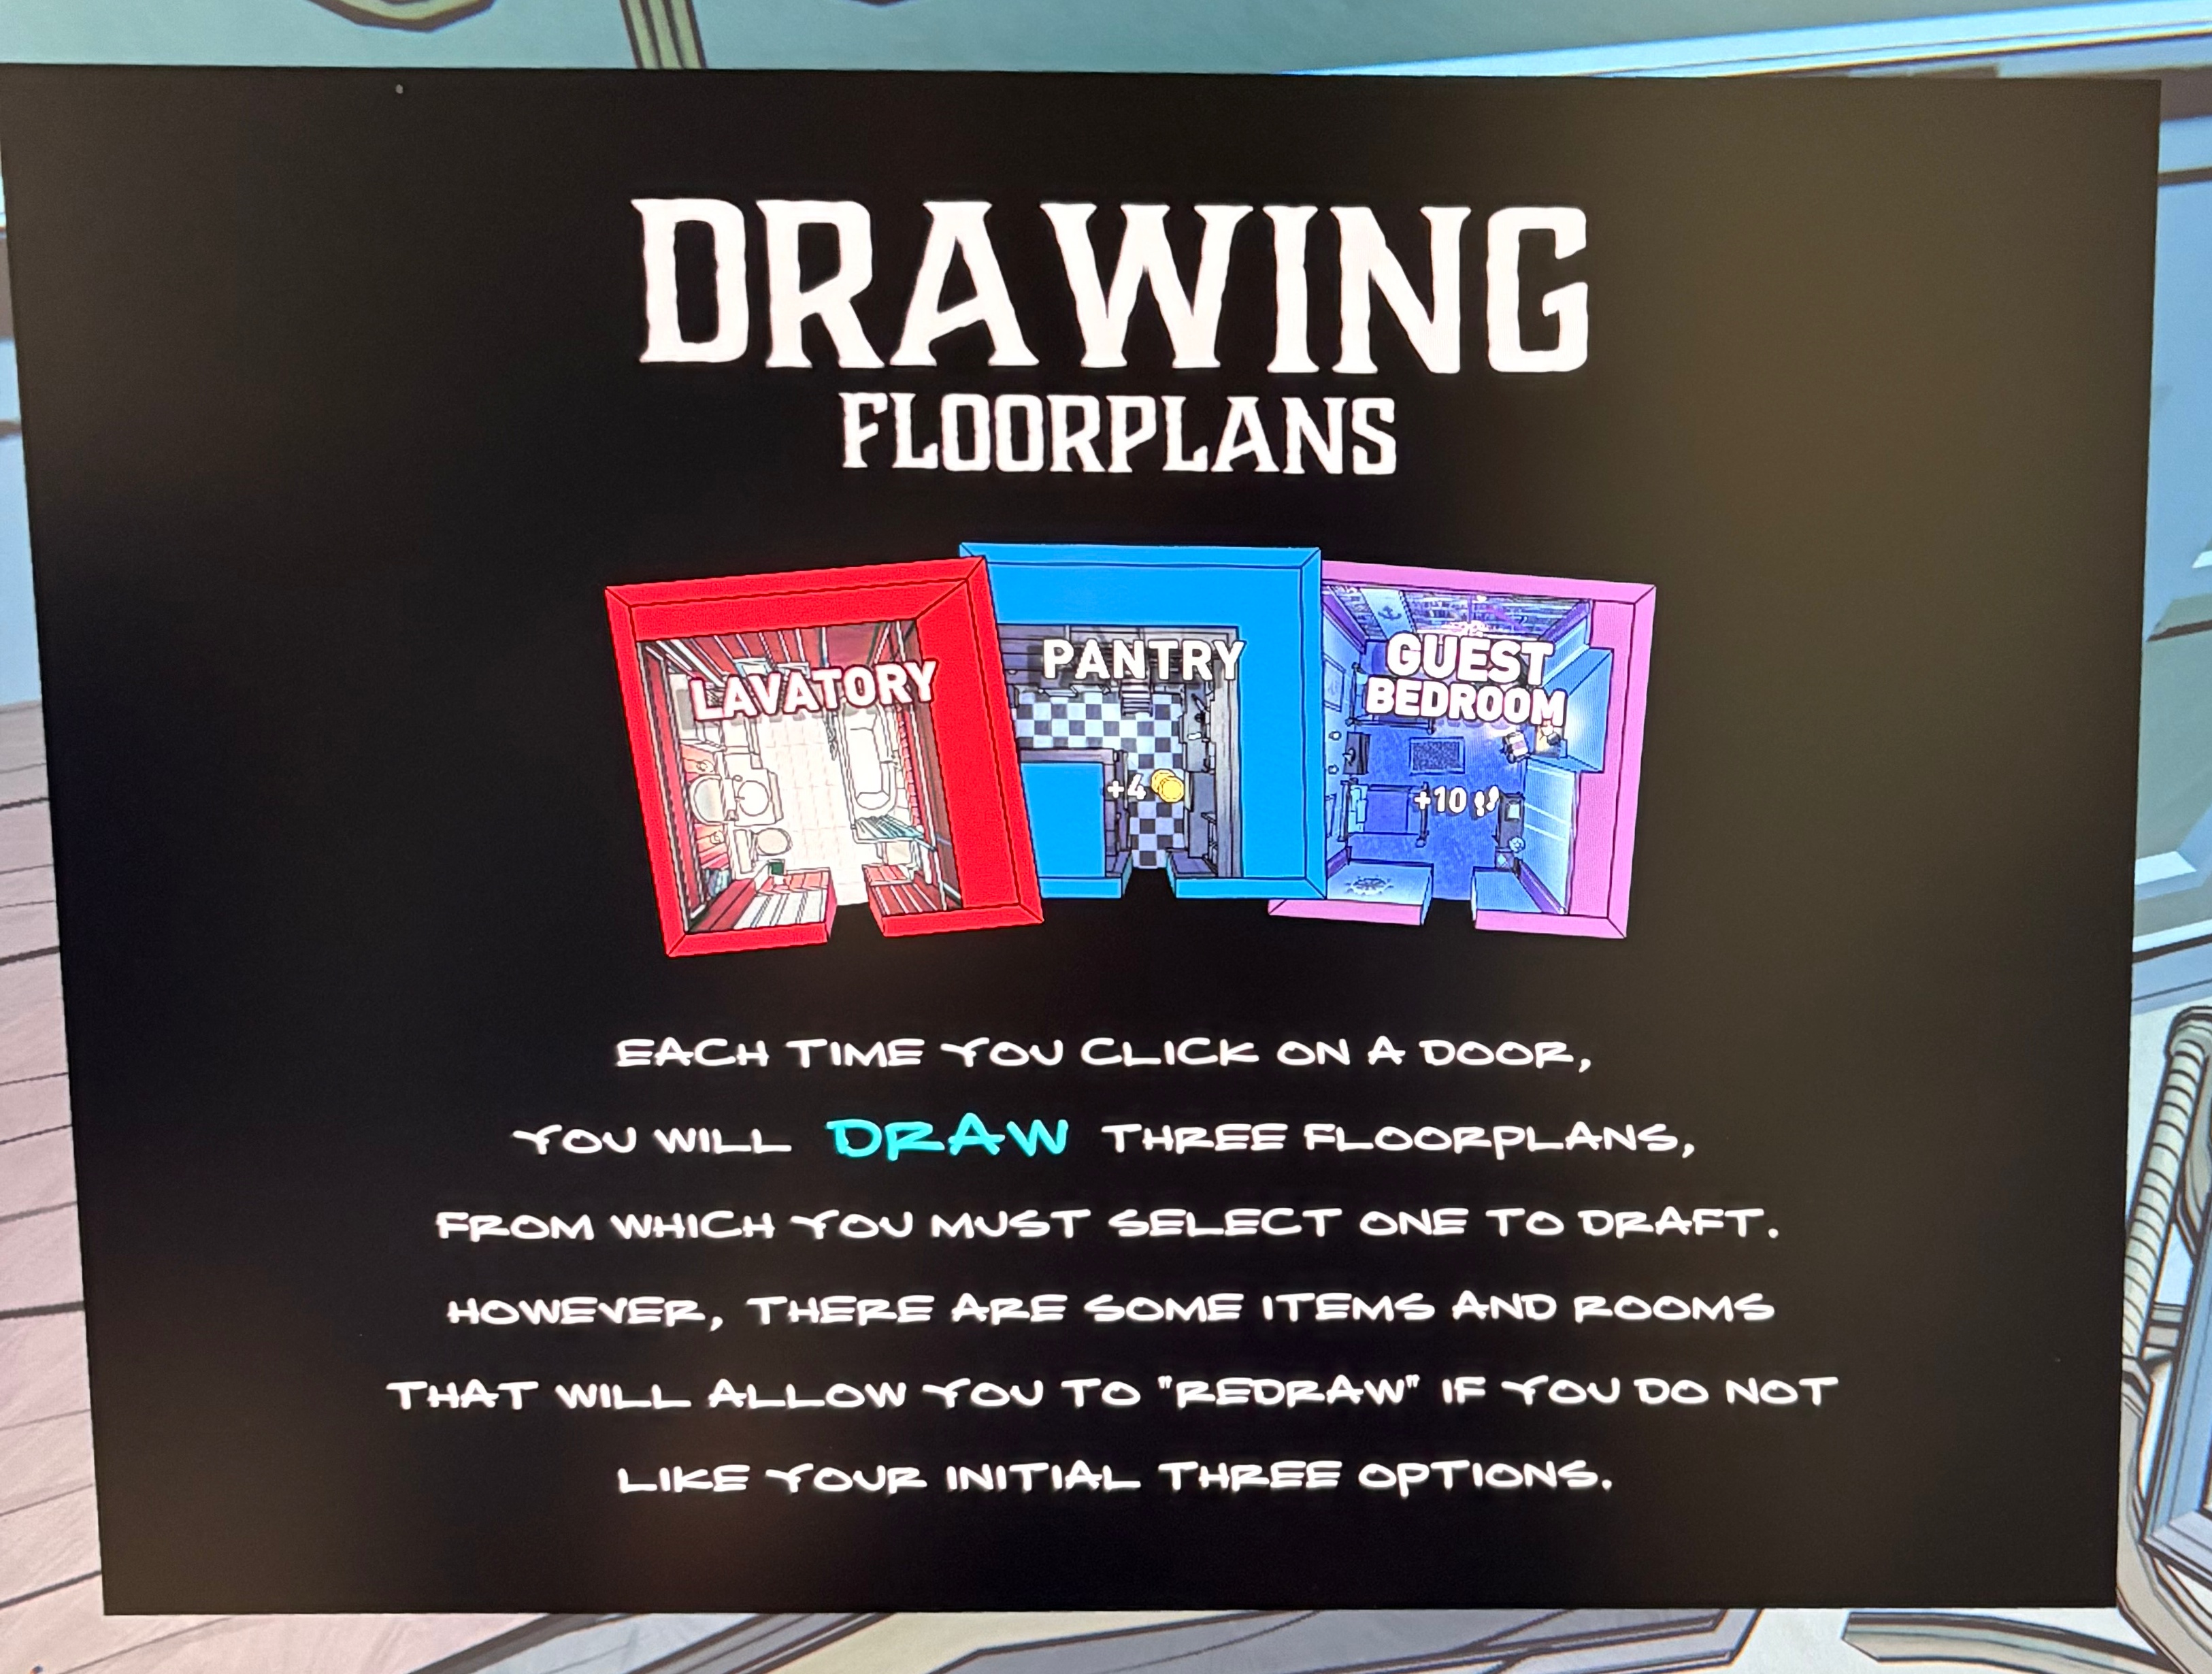 DRAWING
FLOORPLANS
LAVATORY
PANTRY
+4
GUEST
BEDROOM
+10
EACH TIME YOU CLICK ON A DOOR,
YOU WILL DRAW THREE FLOORPLANS,
FROM WHICH YOU MUST SELECT ONE TO DRAFT.
HOWEVER, THERE ARE SOME ITEMS AND ROOMS
THAT WILL ALLOW YOU TO "REDRAW" IF YOU DO NOT
LIKE YOUR INITIAL THREE OPTIONS.